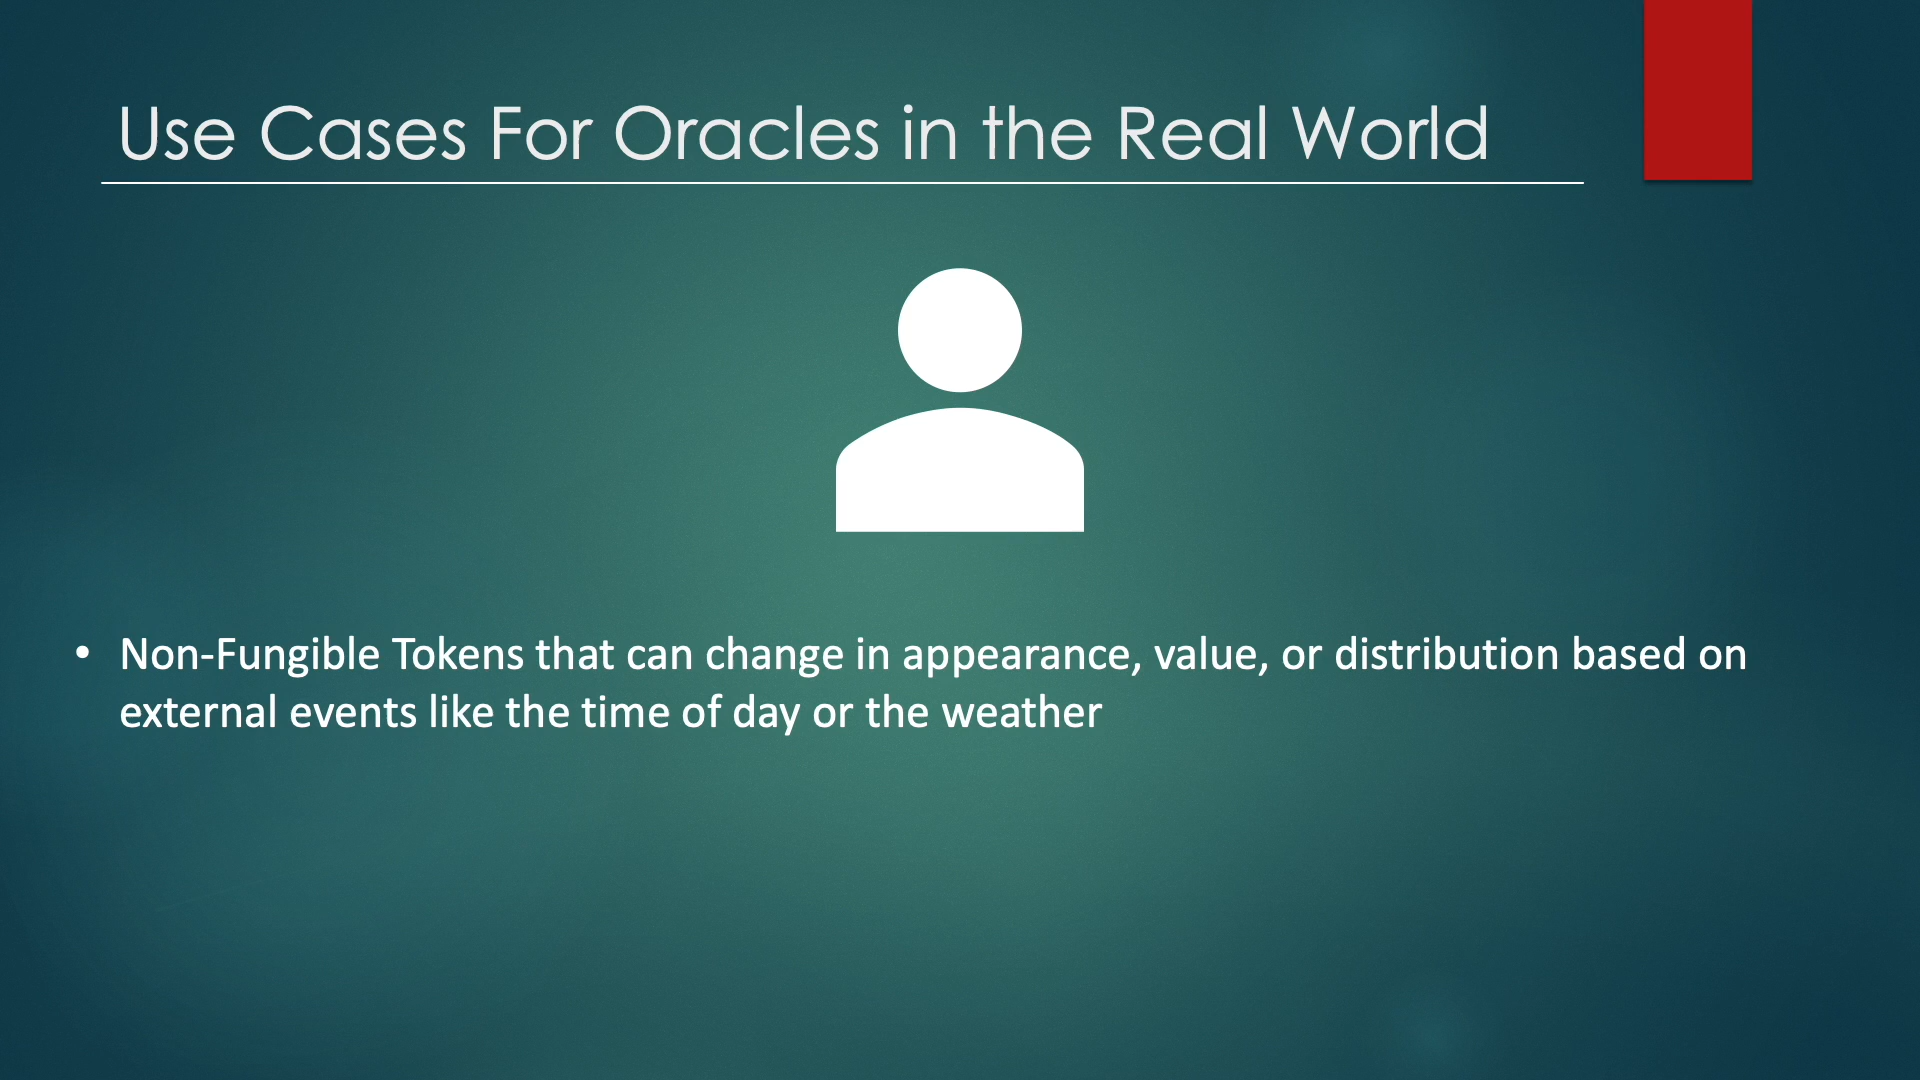 Use Cases For Oracles in the Real World
• Non-Fungible Tokens that can change in appearance, value, or distribution based on
external events like the time of day or the weather